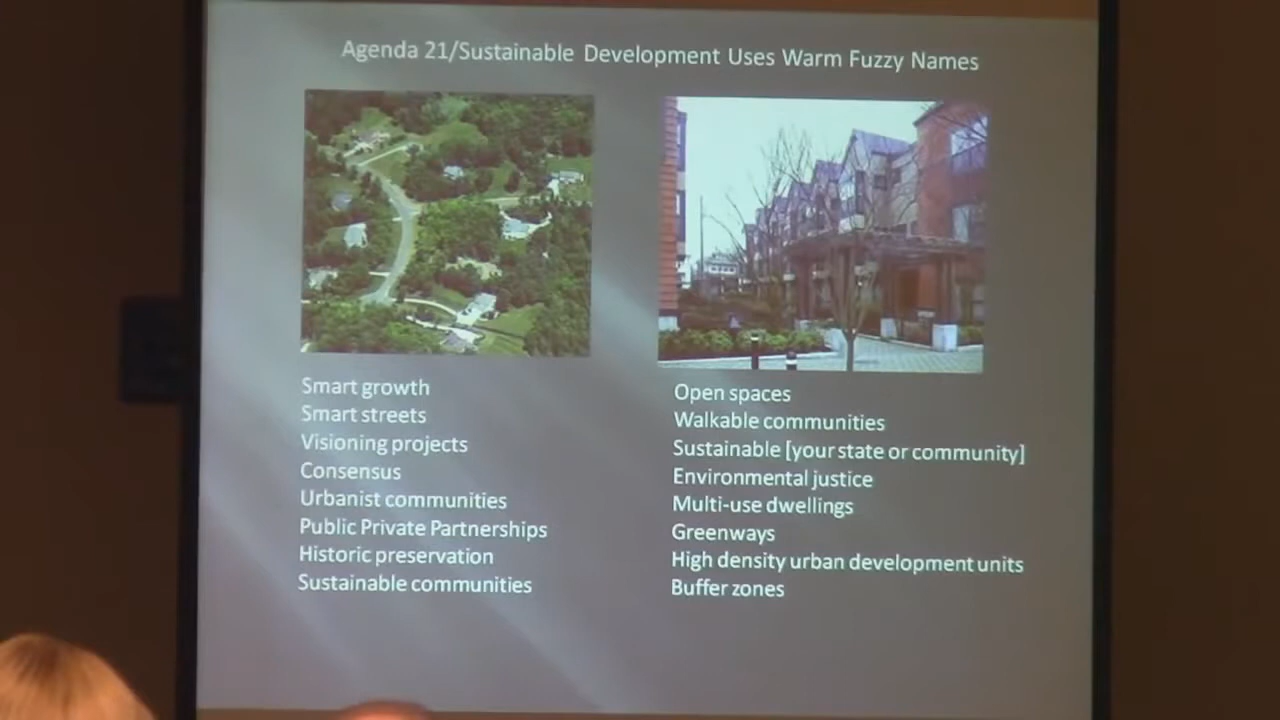 Agenda 21/Sustainable Development Uses Warm Fuzzy Names
Smart growth
Smart streets
Visioning projects
Consensus
Urbanist communities
Public Private Partnerships
Historic preservation
Sustainable communities
Open spaces
Walkable communities
Sustainable [your state or community]
Environmental justice
Multi-use dwellings
Greenways
High density urban development units
Buffer zones